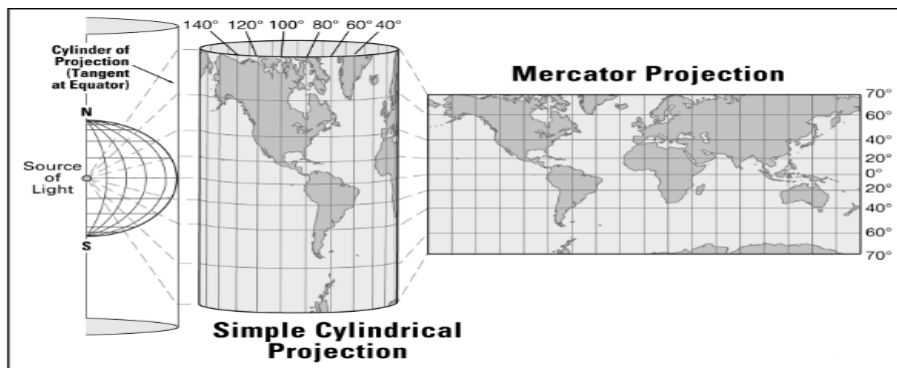 140° 120° 100° 80° 60° 40°
Cylinder of
Projection
(Tangent
at Equator)
N
Source
of
Light
S
Simple Cylindrical
Projection
Mercator Projection
70°
60°
40°
20°
0°
20°
40°
60°
70°